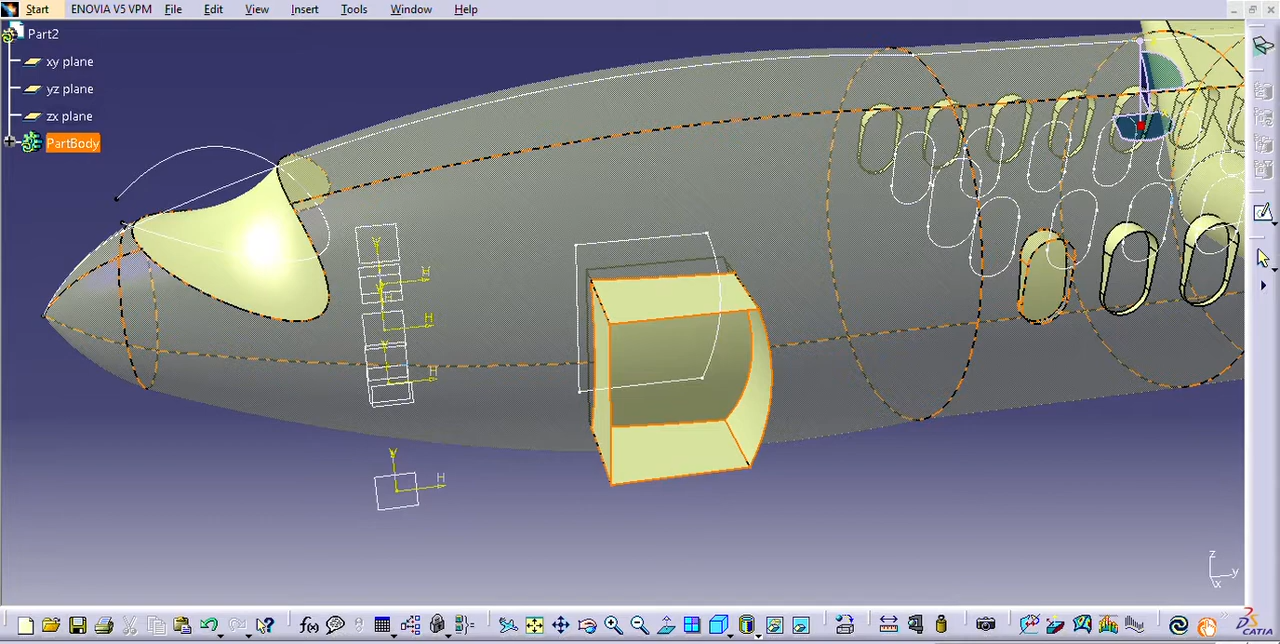 Start ENOVIA V5 VPM File Edit View Insert Tools Window Help
Part2
xy plane
yz plane
zx plane
PartBody
V
H
H
V
H
V
H
V
H
z
y
x
f(x)
CATIA